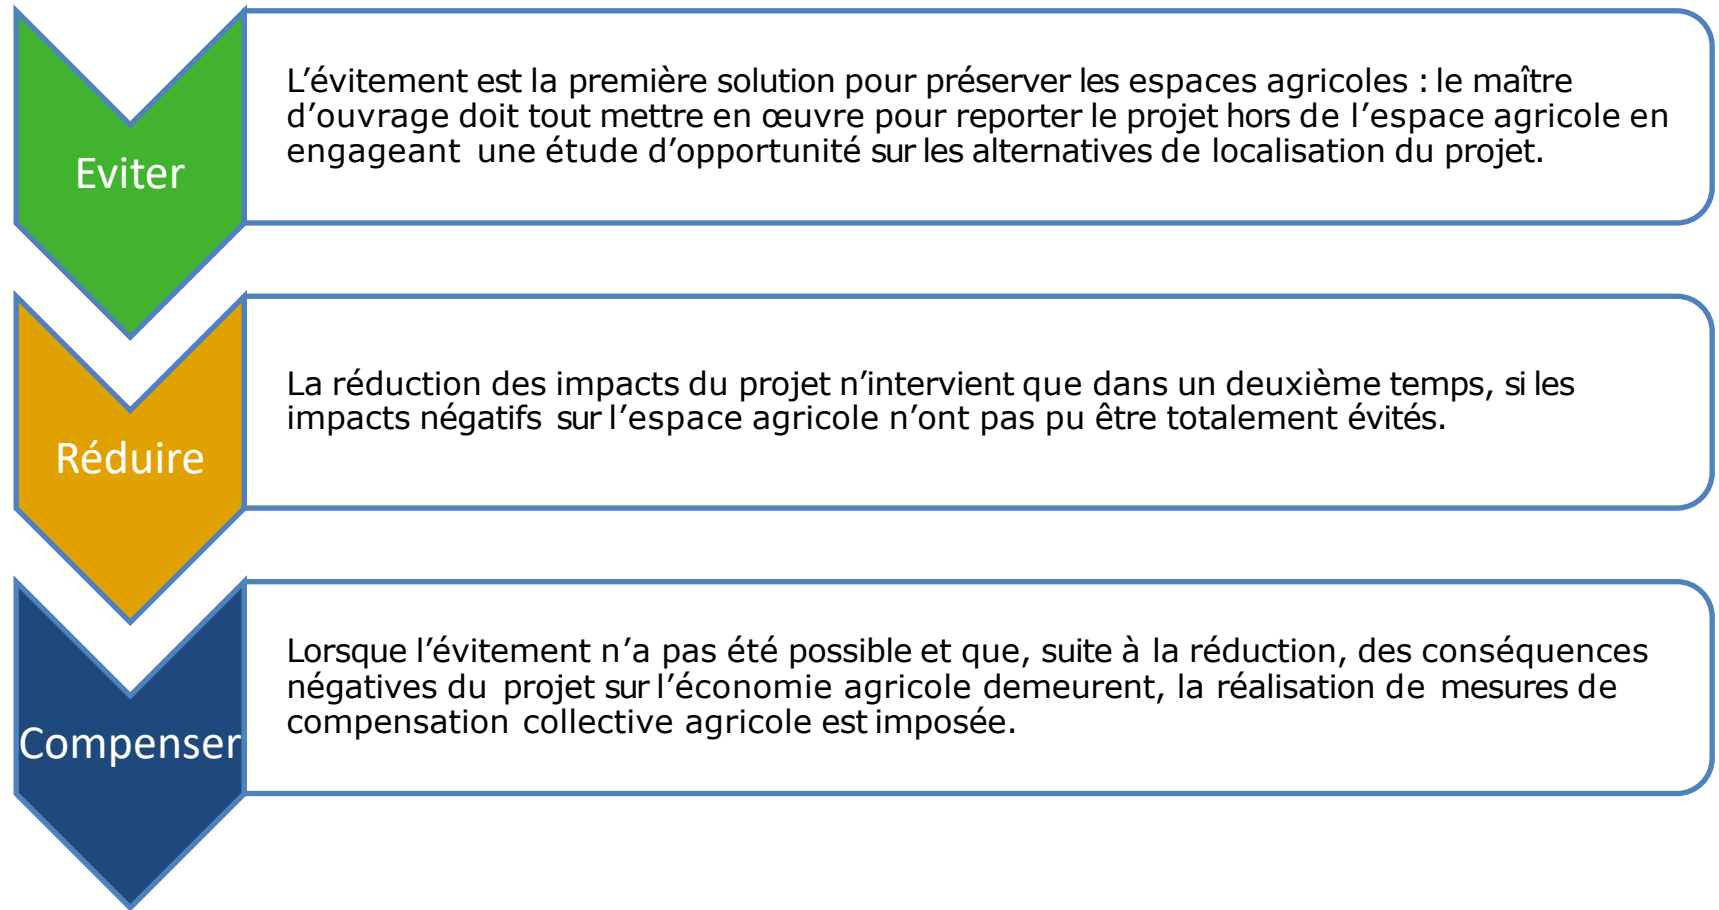 Eviter
L’évitement est la première solution pour préserver les espaces agricoles : le maître
d’ouvrage doit tout mettre en œuvre pour reporter le projet hors de l’espace agricole en
engageant une étude d’opportunité sur les alternatives de localisation du projet.
Réduire
La réduction des impacts du projet n’intervient que dans un deuxième temps, si les
impacts négatifs sur l’espace agricole n’ont pas pu être totalement évités.
Compenser
Lorsque l’évitement n’a pas été possible et que, suite à la réduction, des conséquences
négatives du projet sur l’économie agricole demeurent, la réalisation de mesures de
compensation collective agricole est imposée.